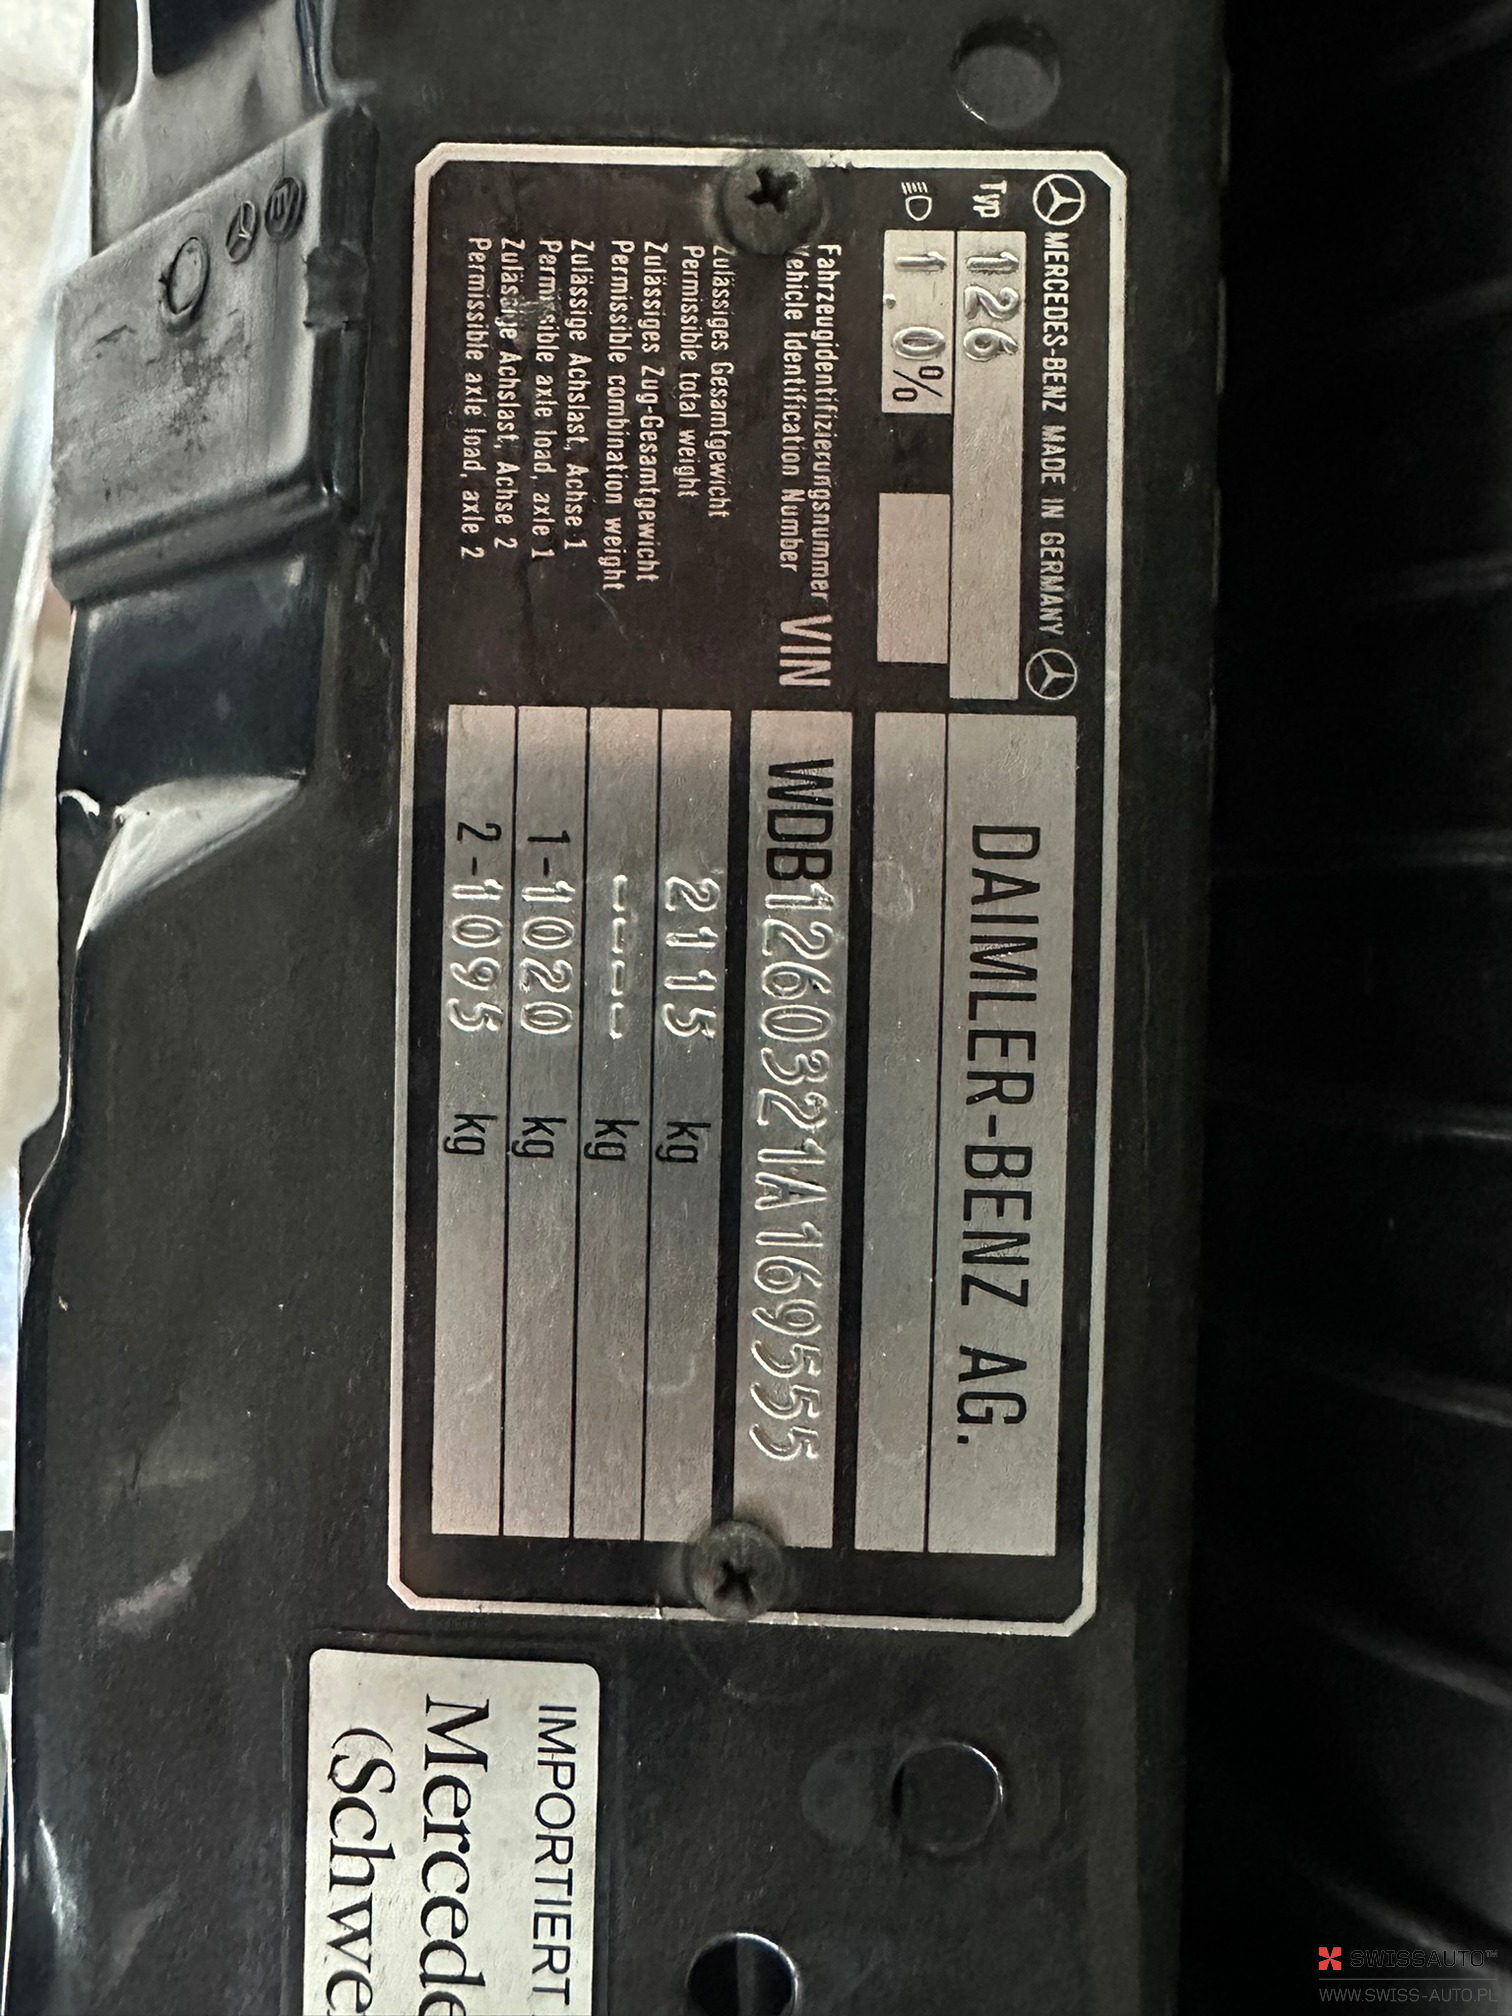 MERCEDES-BENZ MADE IN GERMANY
Typ 126
1.0%
DAIMLER-BENZ AG.
Fahrzeugidentifizierungsnummer
Vehicle Identification Number
VIN WDB1260321A169555
Zulässiges Gesamtgewicht
Permissible total weight
2115 kg
Zulässiges Zug-Gesamtgewicht
Permissible combination weight
---- kg
Zulässige Achslast, Achse 1
Permissible axle load, axle 1
1-1020 kg
Zulässige Achslast, Achse 2
Permissible axle load, axle 2
2-1095 kg
IMPORTIERT
Mercede
(Schwe
SWISSAUTO™
WWW.SWISS-AUTO.PL